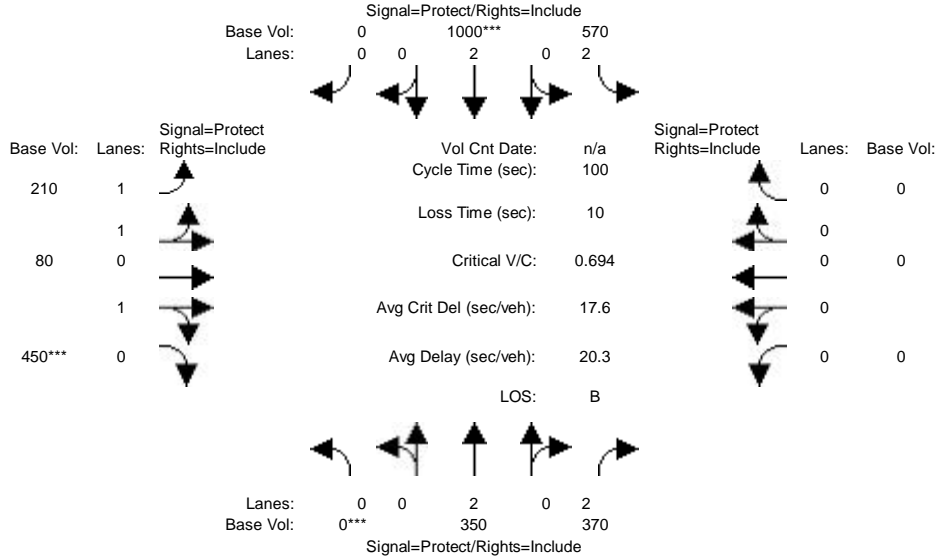 Signal=Protect/Rights=Include
Base Vol: 0 1000*** 570
Lanes: 0 0 2 0 2
Signal=Protect
Base Vol: Lanes: Rights=Include
Vol Cnt Date: n/a
Signal=Protect
Rights=Include Lanes: Base Vol:
Cycle Time (sec): 100
210 1
0 0
Loss Time (sec): 10
1
0
80 0
Critical V/C: 0.694
0 0
1
Avg Crit Del (sec/veh): 17.6
0
450*** 0
Avg Delay (sec/veh): 20.3
0 0
LOS: B
Lanes: 0 0 2 0 2
Base Vol: 0*** 350 370
Signal=Protect/Rights=Include